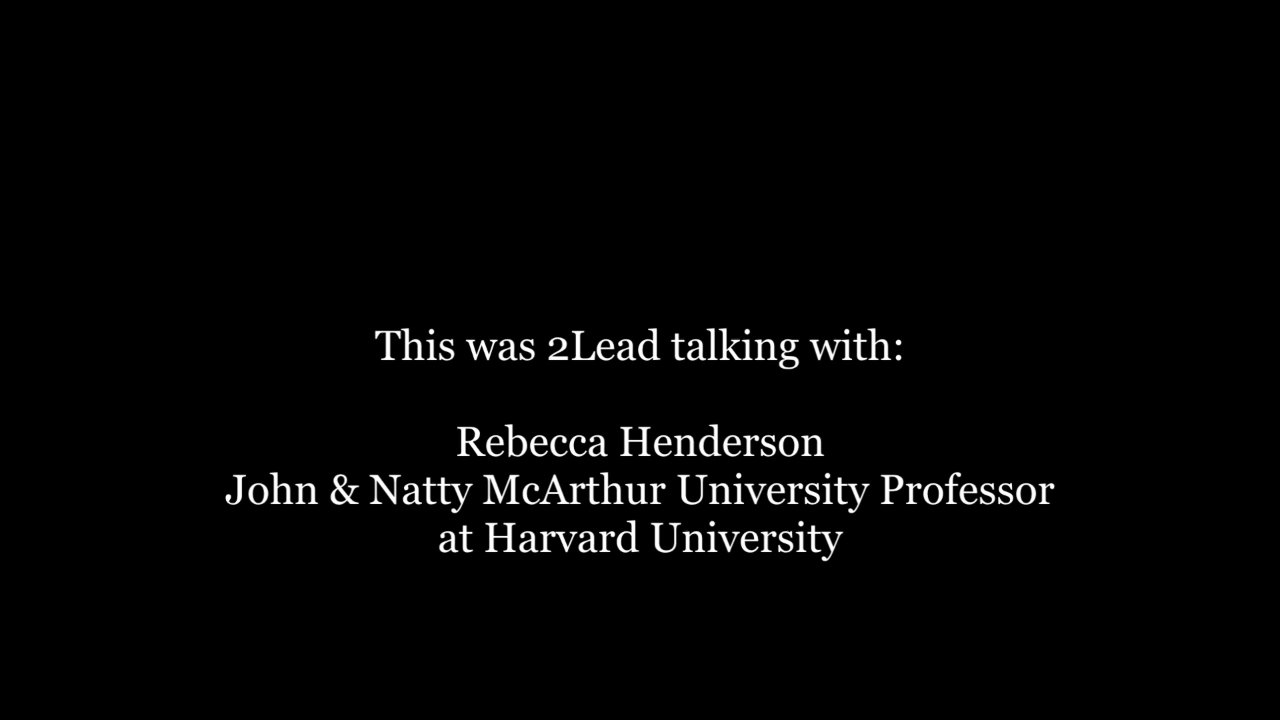 This was 2Lead talking with:
Rebecca Henderson
John & Natty McArthur University Professor
at Harvard University